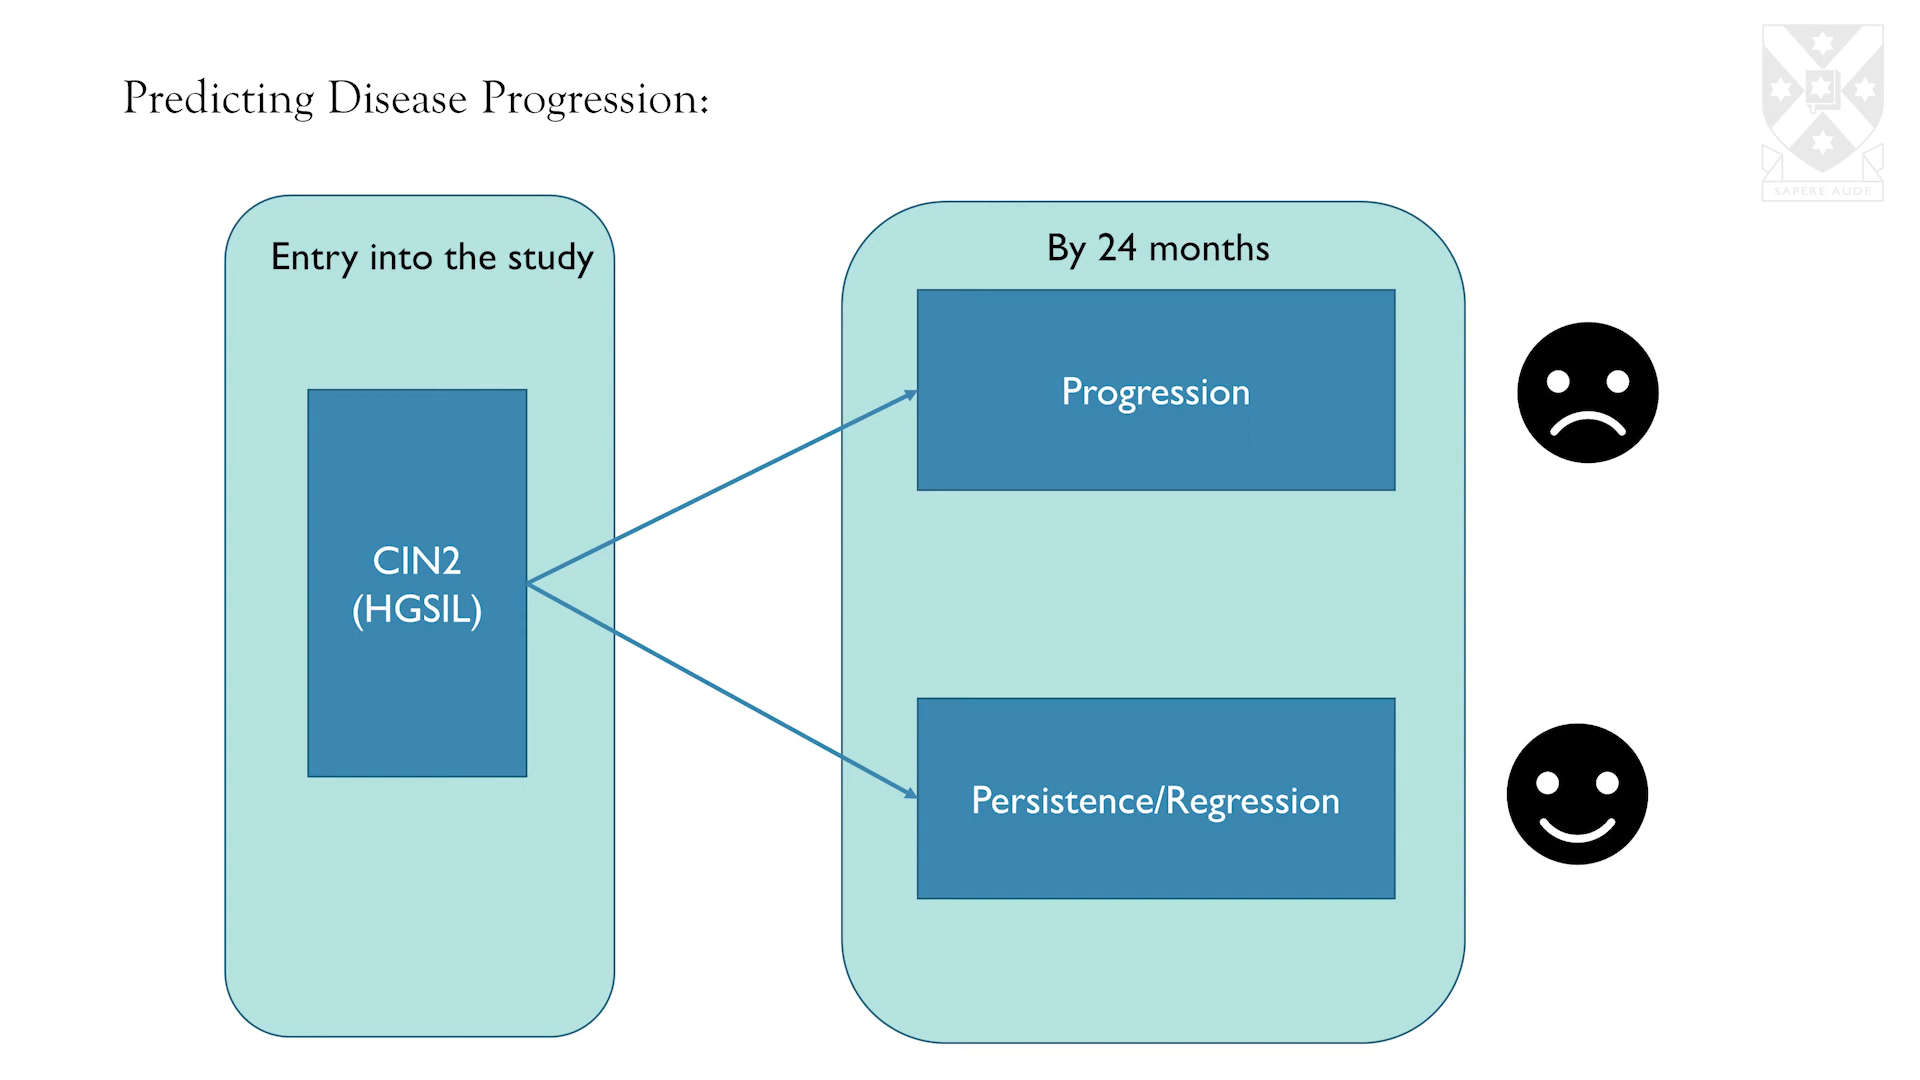 Predicting Disease Progression:
SAPERE AUDE
Entry into the study
CIN2
(HGSIL)
By 24 months
Progression
Persistence/Regression